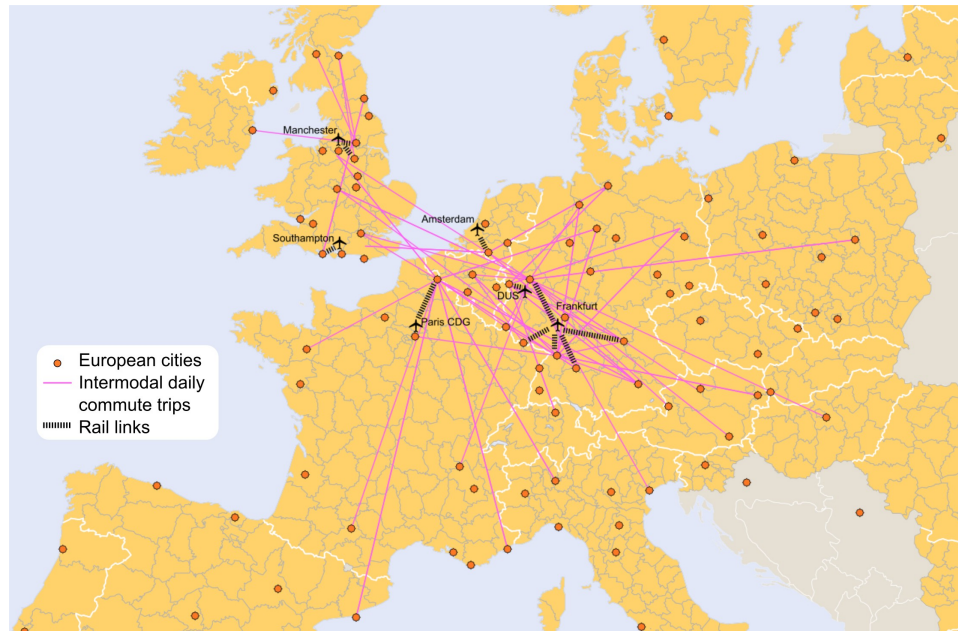 Manchester
Amsterdam
Southampton
DUS
Frankfurt
Paris CDG
European cities
Intermodal daily
commute trips
Rail links